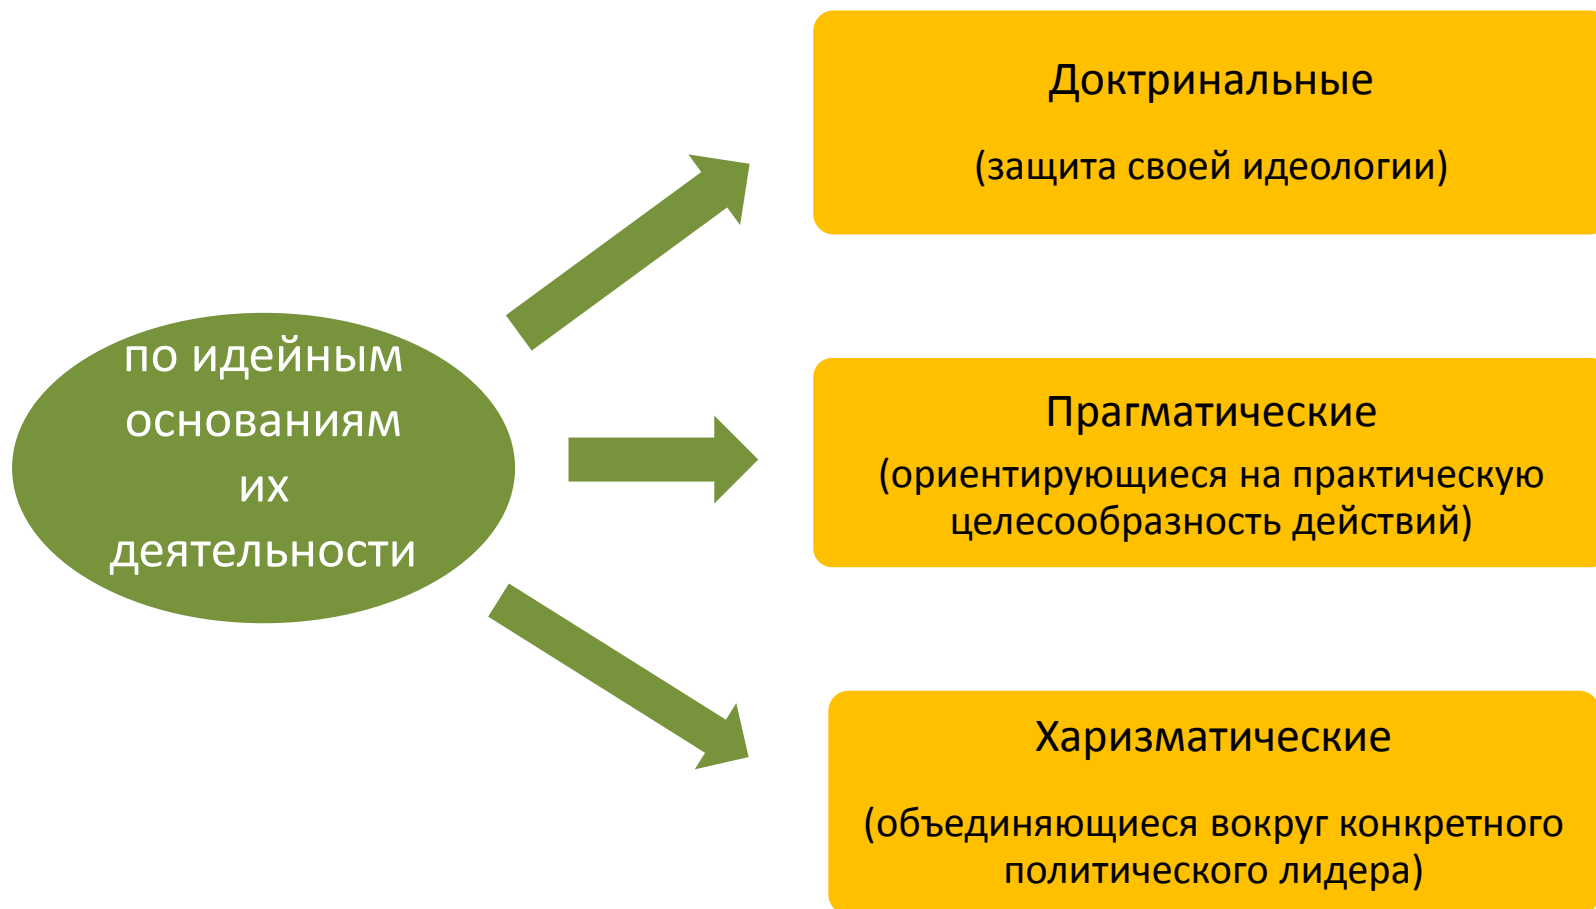 по идейным
основаниям
их
деятельности
Доктринальные
(защита своей идеологии)
Прагматические
(ориентирующиеся на практическую
целесообразность действий)
Харизматические
(объединяющиеся вокруг конкретного
политического лидера)